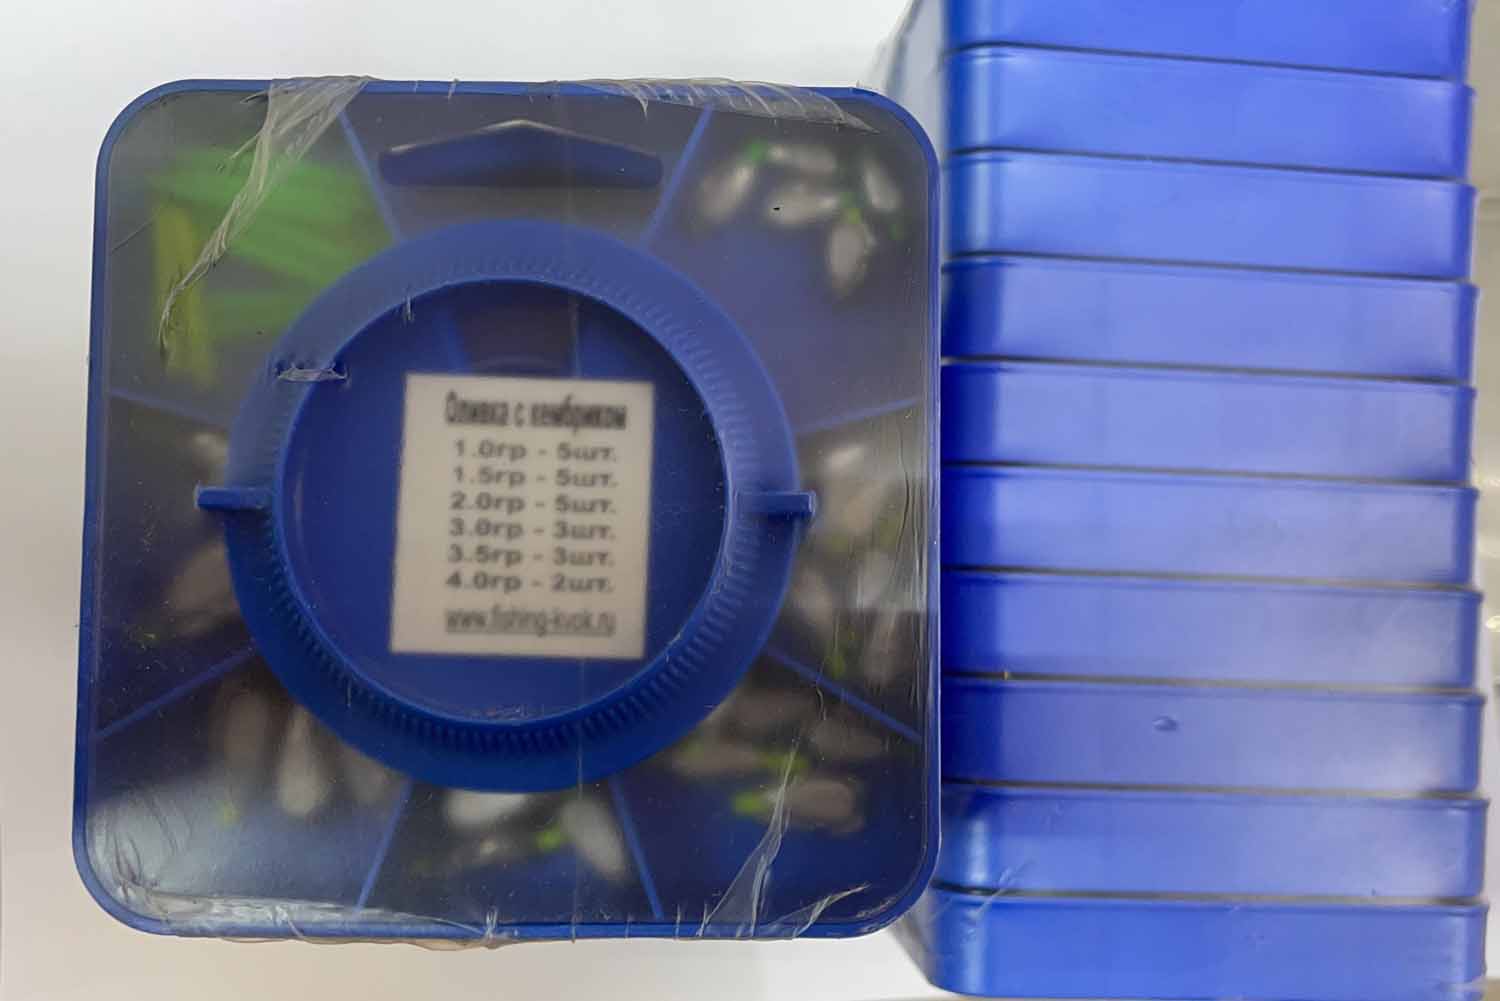 Оливка с кембриком
1.0гр - 5шт.
1.5гр - 5шт.
2.0гр - 5шт.
3.0гр - 3шт.
3.5гр - 3шт.
4.0гр - 2шт.
www.fishing-kvok.ru